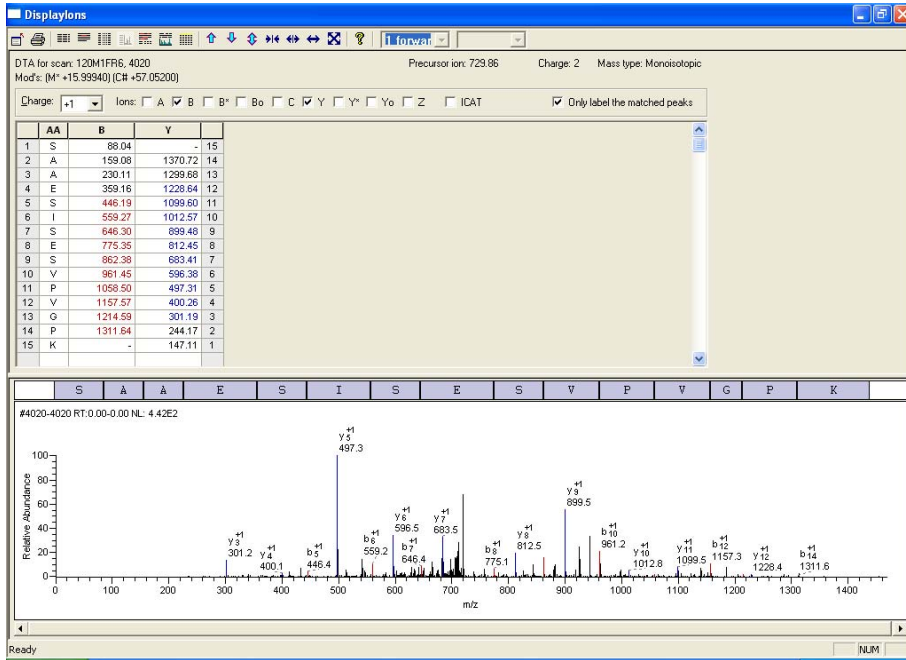 DisplayIons
1 forwar
DTA for scan: 120M1FR6, 4020 Precursor ion: 729.86 Charge: 2 Mass type: Monoisotopic
Mod's: (M* +15.99940) (C# +57.05200)
Charge: +1 Ions: A B B* Bo C Y Y* Yo Z ICAT Only label the matched peaks
AA B Y
1 S 88.04 - 15
2 A 159.08 1370.72 14
3 A 230.11 1299.68 13
4 E 359.16 1228.64 12
5 S 446.19 1099.60 11
6 I 559.27 1012.57 10
7 S 646.30 899.48 9
8 E 775.35 812.45 8
9 S 862.38 683.41 7
10 V 961.45 596.38 6
11 P 1058.50 497.31 5
12 V 1157.57 400.26 4
13 G 1214.59 301.19 3
14 P 1311.64 244.17 2
15 K - 147.11 1
S A A E S I S E S V P V G P K
#4020-4020 RT:0.00-0.00 NL: 4.42E2
Relative Abundance
100
80
60
40
20
0
y3 +1 301.2
y4 +1 400.1
b5 +1 446.4
y5 +1 497.3
b6 +1 559.2
y6 +1 596.5
b7 +1 646.4
y7 +1 683.5
b8 +1 775.1
y8 +1 812.5
y9 +1 899.5
b10 +1 961.2
y10 +1 1012.8
y11 +1 1099.5
b12 +1 1157.3
y12 +1 1228.4
b14 +1 1311.6
0 100 200 300 400 500 600 700 800 900 1000 1100 1200 1300 1400
m/z
Ready NUM